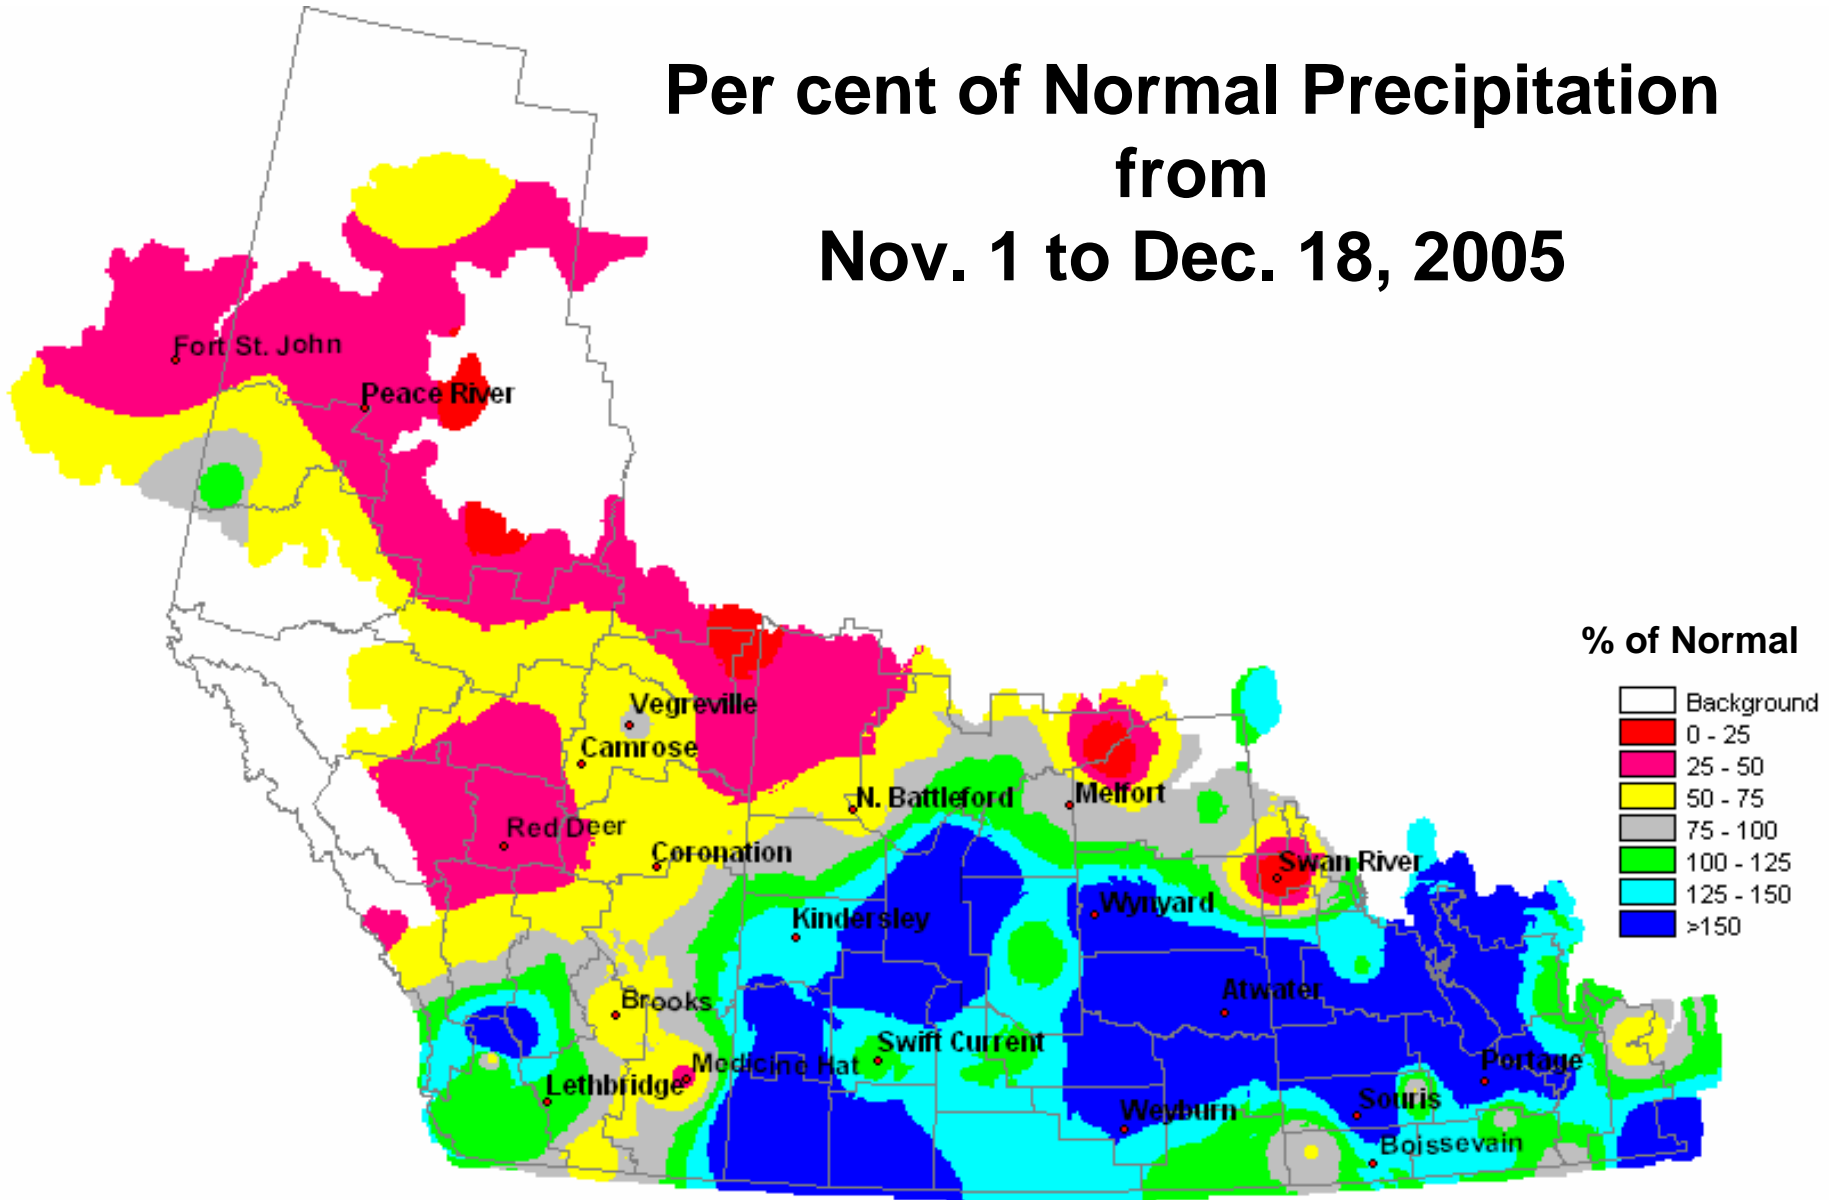 Per cent of Normal Precipitation
from
Nov. 1 to Dec. 18, 2005
Fort St. John
Peace River
% of Normal
Background
0 - 25
25 - 50
50 - 75
75 - 100
100 - 125
125 - 150
>150
Vegreville
Camrose
N. Battleford
Melfort
Red Deer
Coronation
Swan River
Kindersley
Wynyard
Brooks
Atwater
Swift Current
Medicine Hat
Portage
Lethbridge
Weyburn
Souris
Boissevain